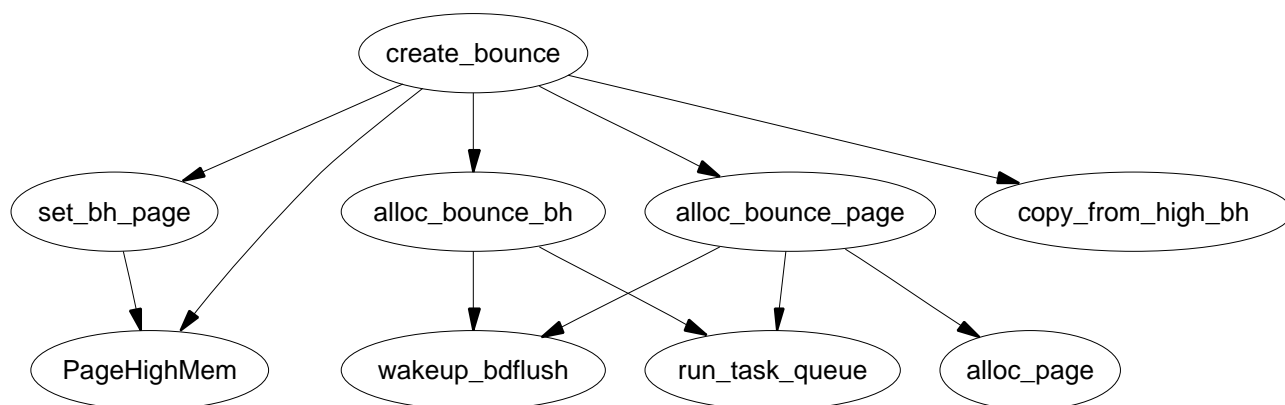 create_bounce
set_bh_page
alloc_bounce_bh
alloc_bounce_page
copy_from_high_bh
PageHighMem
wakeup_bdflush
run_task_queue
alloc_page